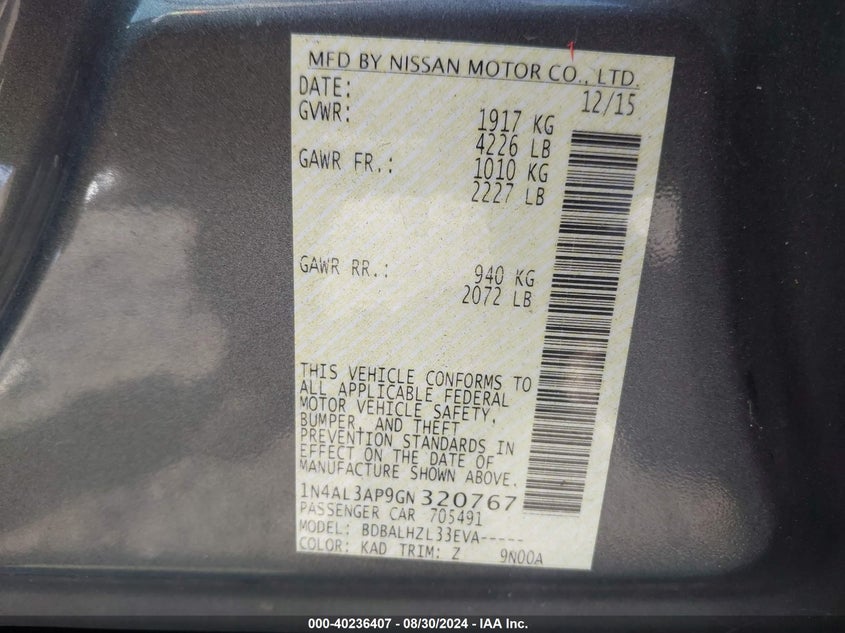 MFD BY NISSAN MOTOR CO., LTD.
DATE: 12/15
GVWR: 1917 KG
4226 LB
GAWR FR.: 1010 KG
2227 LB
GAWR RR.: 940 KG
2072 LB
THIS VEHICLE CONFORMS TO
ALL APPLICABLE FEDERAL
MOTOR VEHICLE SAFETY,
BUMPER, AND THEFT
PREVENTION STANDARDS IN
EFFECT ON THE DATE OF
MANUFACTURE SHOWN ABOVE.
1N4AL3AP9GN320767
PASSENGER CAR 705491
MODEL: BDBALHZL33EVA-----
COLOR: KAD TRIM: Z 9N00A
000-40236407 - 08/30/2024 - IAA Inc.